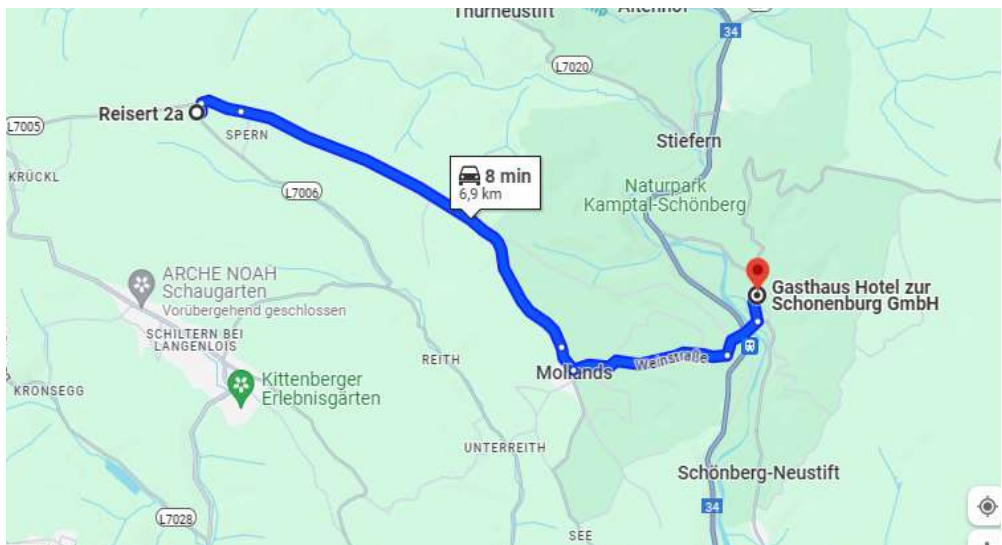 Thürneustift
Altenhof
34
L7020
Reisert 2a
L7005
SPERN
Stiefern
8 min
6,9 km
KRÜCKL
L7006
Naturpark
Kamptal-Schönberg
ARCHE NOAH
Schaugarten
Vorübergehend geschlossen
Gasthaus Hotel zur
Schonenburg GmbH
SCHILTERN BEI
LANGENLOIS
REITH
Mollands
Weinstraße
KRONSEGG
Kittenberger
Erlebnisgärten
UNTERREITH
Schönberg-Neustift
34
L7028
SEE